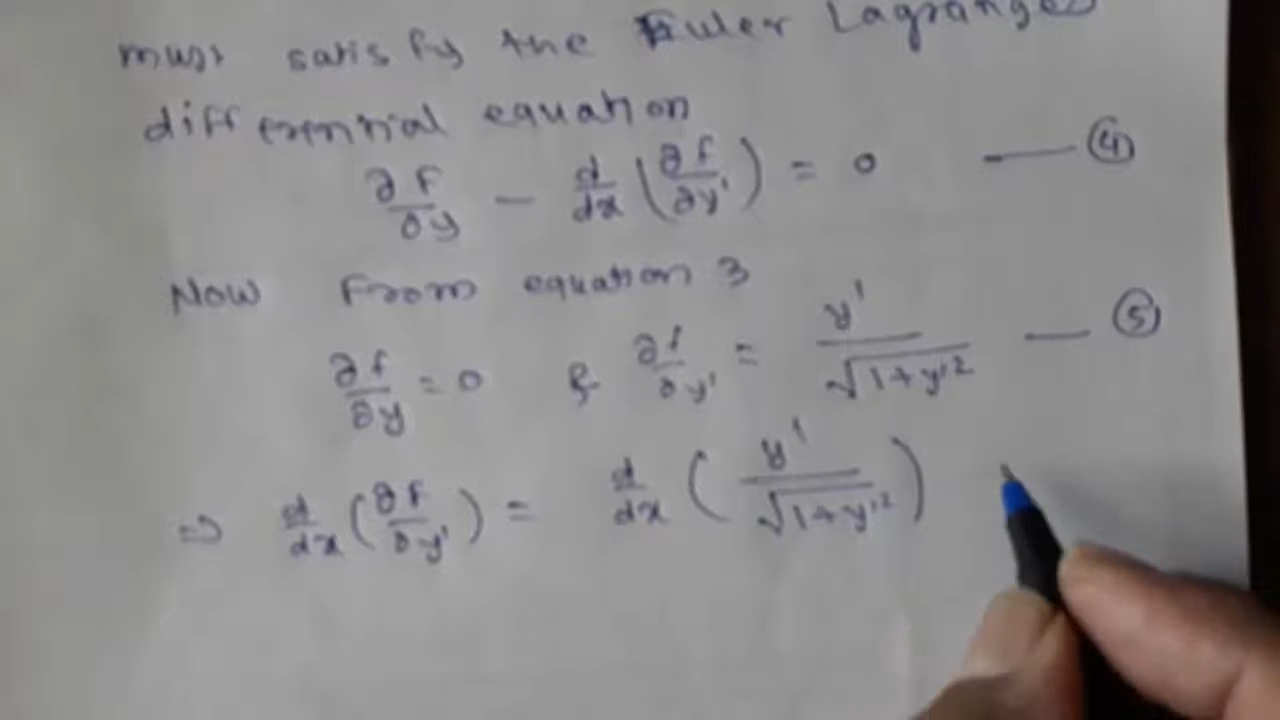 must satisfy the Euler Lagranges
differential equation
∂f/∂y - d/dx (∂f/∂y') = 0 — ④
Now from equation 3
∂f/∂y = 0 & ∂f/∂y' = y'/√(1+y'²) — ⑤
⇒ d/dx (∂f/∂y') = d/dx (y'/√(1+y'²))